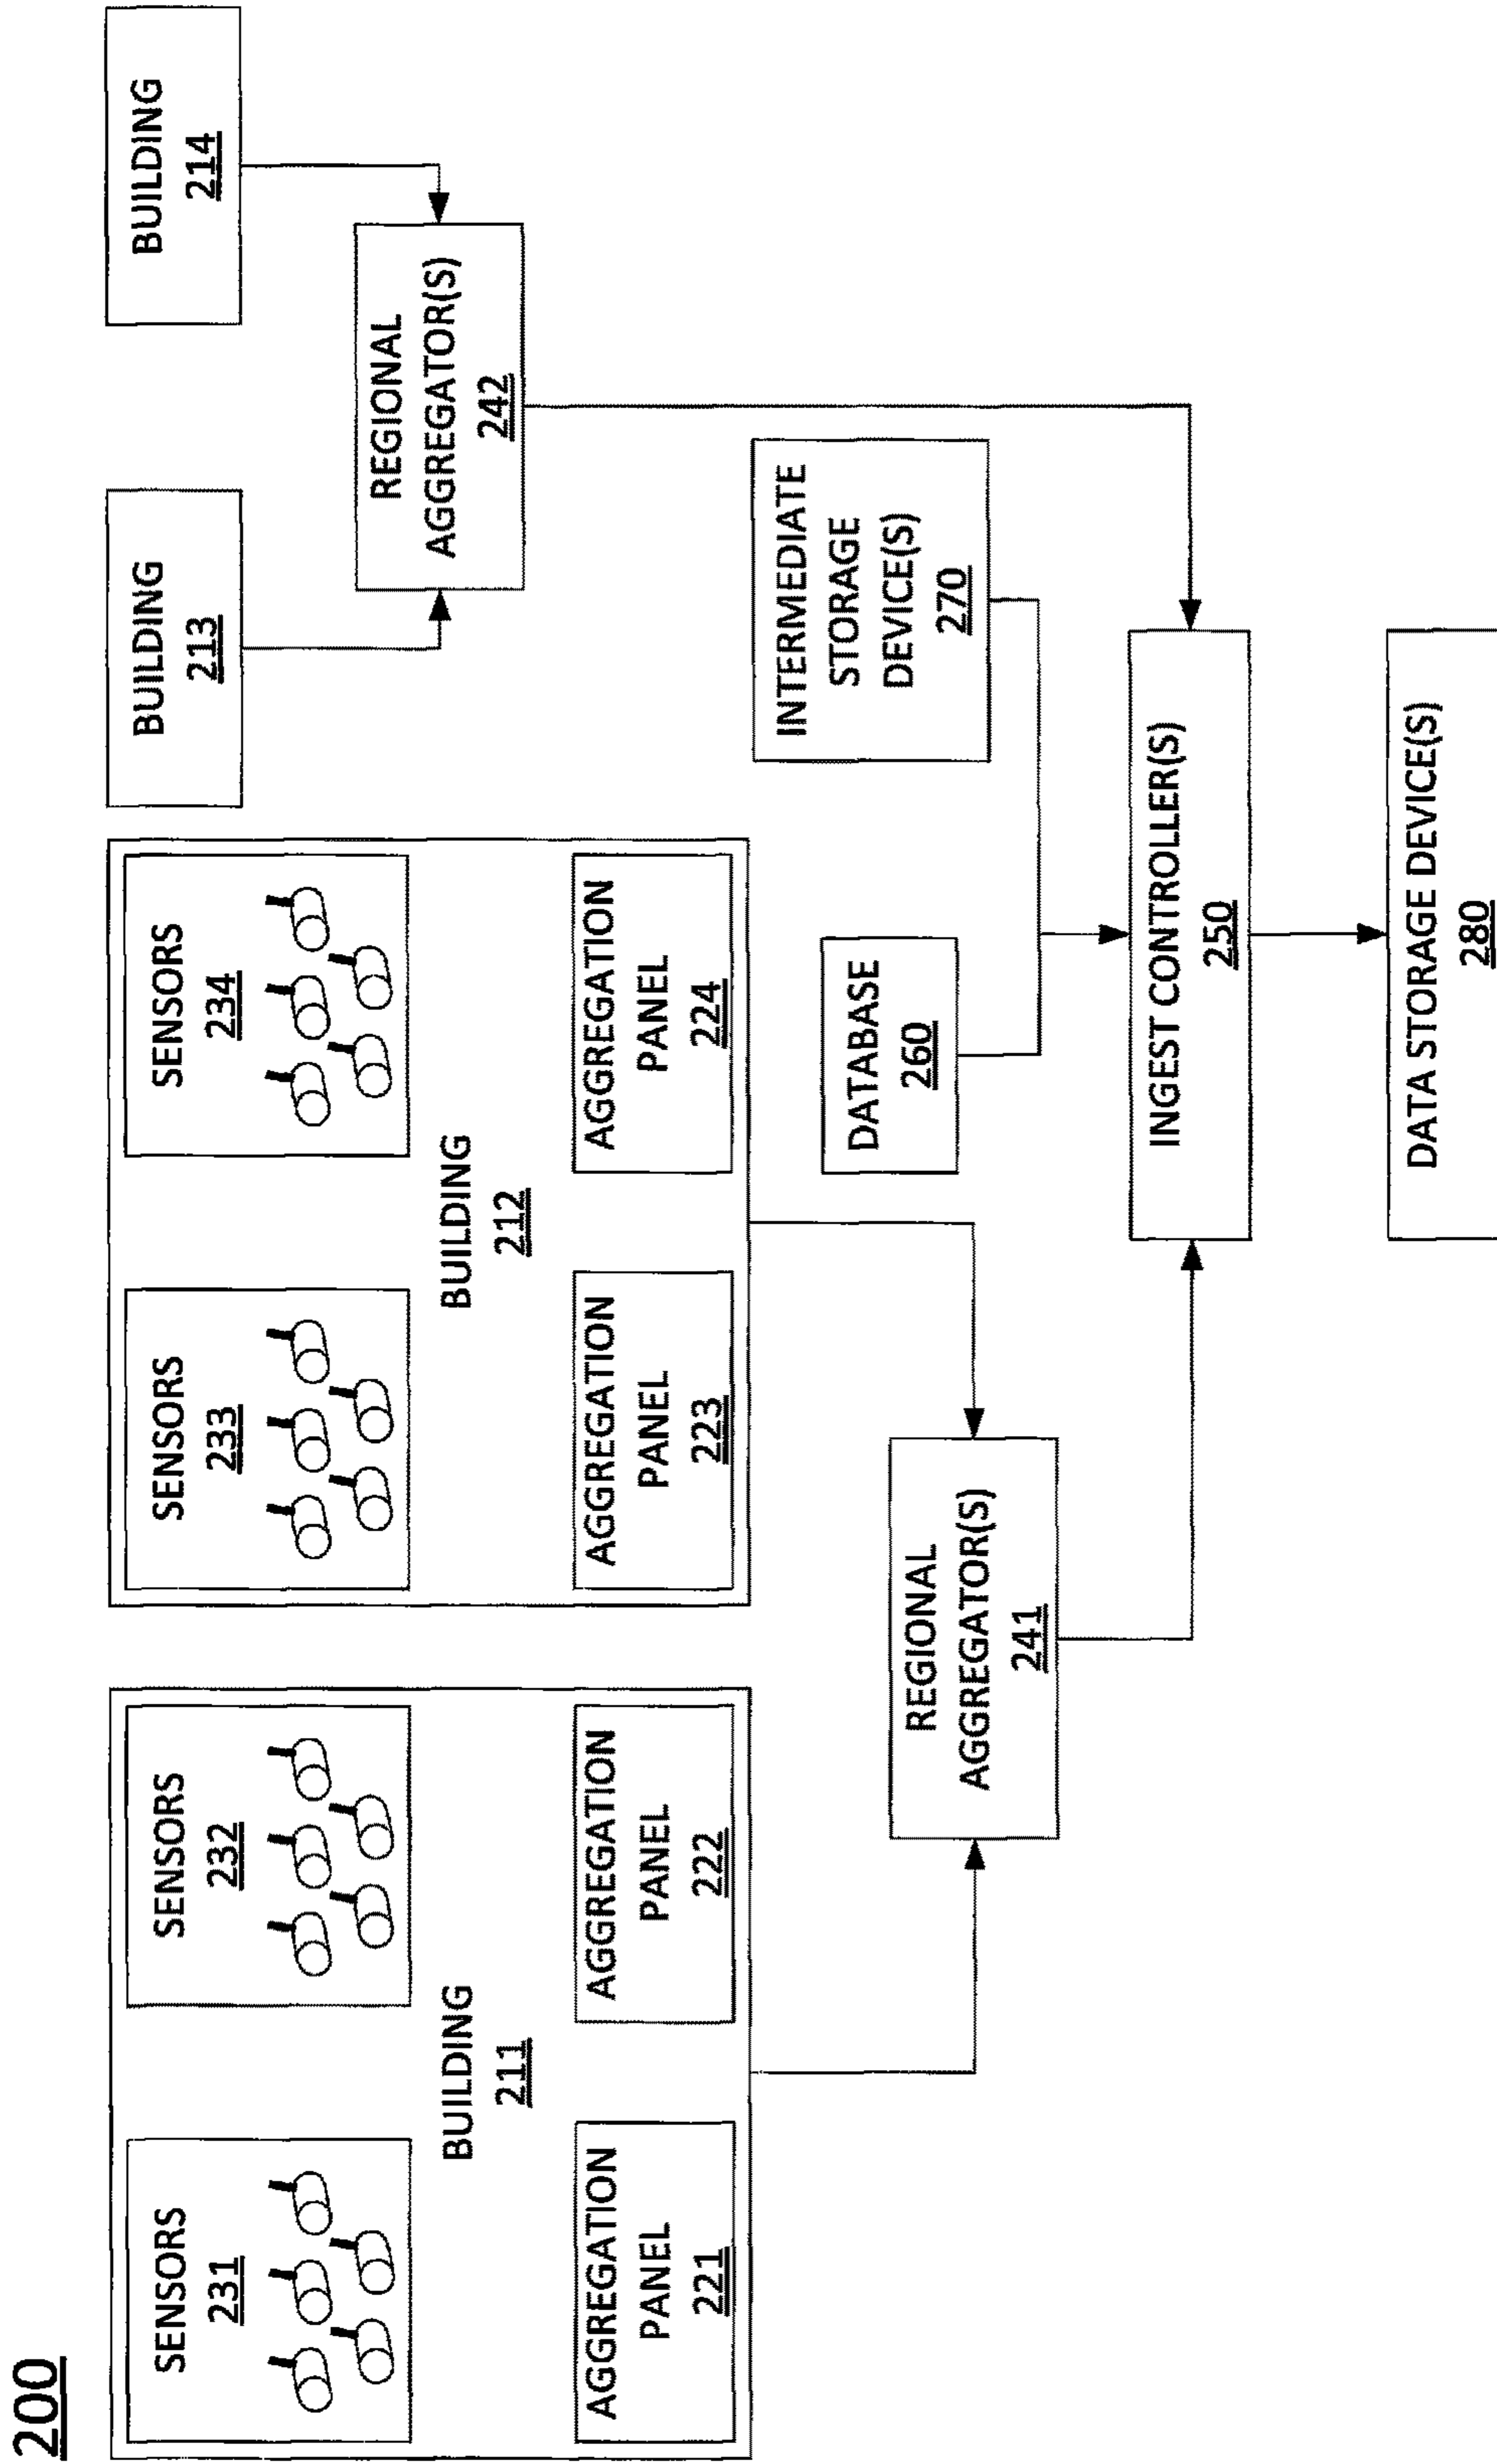 200
SENSORS
231
SENSORS
232
BUILDING
211
AGGREGATION
PANEL
221
AGGREGATION
PANEL
222
SENSORS
233
SENSORS
234
BUILDING
212
AGGREGATION
PANEL
223
AGGREGATION
PANEL
224
BUILDING
213
BUILDING
214
REGIONAL
AGGREGATOR(S)
242
INTERMEDIATE
STORAGE
DEVICE(S)
270
DATABASE
260
REGIONAL
AGGREGATOR(S)
241
INGEST CONTROLLER(S)
250
DATA STORAGE DEVICE(S)
280